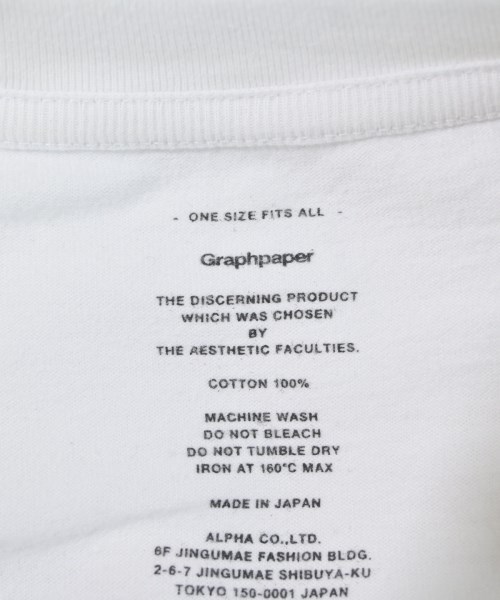 - ONE SIZE FITS ALL -
Graphpaper
THE DISCERNING PRODUCT
WHICH WAS CHOSEN
BY
THE AESTHETIC FACULTIES.
COTTON 100%
MACHINE WASH
DO NOT BLEACH
DO NOT TUMBLE DRY
IRON AT 160°C MAX
MADE IN JAPAN
ALPHA CO.,LTD.
6F JINGUMAE FASHION BLDG.
2-6-7 JINGUMAE SHIBUYA-KU
TOKYO 150-0001 JAPAN